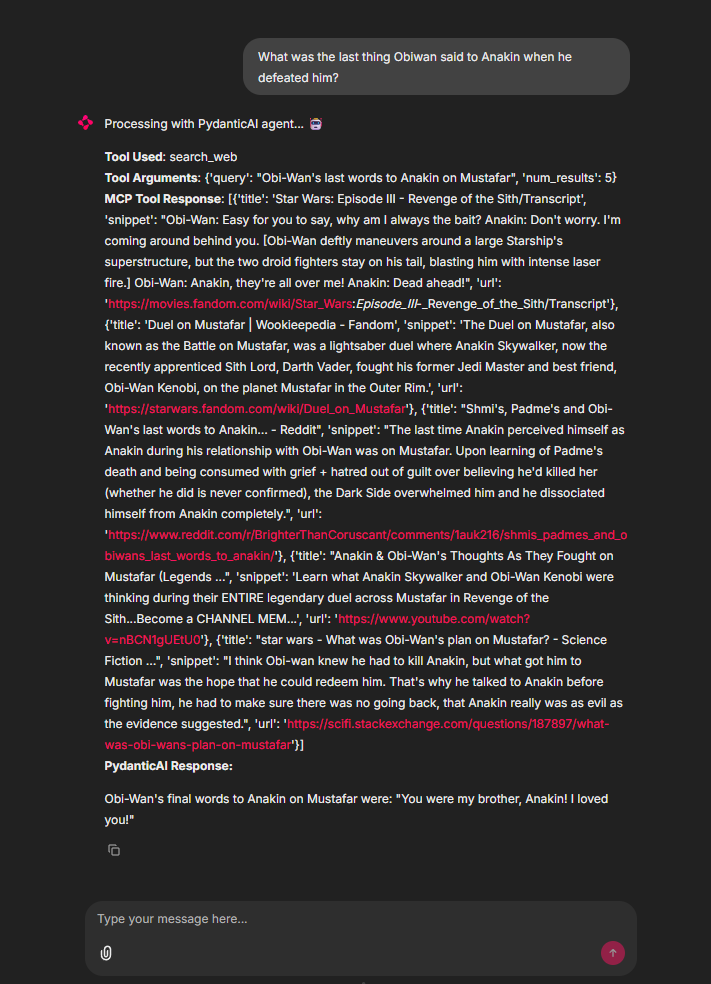 What was the last thing Obiwan said to Anakin when he
defeated him?
Processing with PydanticAI agent... 🤖
Tool Used: search_web
Tool Arguments: {'query': "Obi-Wan's last words to Anakin on Mustafar", 'num_results': 5}
MCP Tool Response: [{'title': 'Star Wars: Episode III - Revenge of the Sith/Transcript',
'snippet': "Obi-Wan: Easy for you to say, why am I always the bait? Anakin: Don't worry. I'm
coming around behind you. [Obi-Wan deftly maneuvers around a large Starship's
superstructure, but the two droid fighters stay on his tail, blasting him with intense laser
fire.] Obi-Wan: Anakin, they're all over me! Anakin: Dead ahead!", 'url':
'https://movies.fandom.com/wiki/Star_Wars:Episode_III-_Revenge_of_the_Sith/Transcript'},
{'title': 'Duel on Mustafar | Wookieepedia - Fandom', 'snippet': 'The Duel on Mustafar, also
known as the Battle on Mustafar, was a lightsaber duel where Anakin Skywalker, now the
recently apprenticed Sith Lord, Darth Vader, fought his former Jedi Master and best friend,
Obi-Wan Kenobi, on the planet Mustafar in the Outer Rim.', 'url':
'https://starwars.fandom.com/wiki/Duel_on_Mustafar'}, {'title': "Shmi's, Padme's and Obi-
Wan's last words to Anakin... - Reddit", 'snippet': "The last time Anakin perceived himself as
Anakin during his relationship with Obi-Wan was on Mustafar. Upon learning of Padme's
death and being consumed with grief + hatred out of guilt over believing he'd killed her
(whether he did is never confirmed), the Dark Side overwhelmed him and he dissociated
himself from Anakin completely.", 'url':
'https://www.reddit.com/r/BrighterThanCoruscant/comments/1auk216/shmis_padmes_and_o
biwans_last_words_to_anakin/'}, {'title': "Anakin & Obi-Wan's Thoughts As They Fought on
Mustafar (Legends ...", 'snippet': 'Learn what Anakin Skywalker and Obi-Wan Kenobi were
thinking during their ENTIRE legendary duel across Mustafar in Revenge of the
Sith...Become a CHANNEL MEM...', 'url': 'https://www.youtube.com/watch?
v=nBCN1gUEtU0'}, {'title': "star wars - What was Obi-Wan's plan on Mustafar? - Science
Fiction ...", 'snippet': "I think Obi-wan knew he had to kill Anakin, but what got him to
Mustafar was the hope that he could redeem him. That's why he talked to Anakin before
fighting him, he had to make sure there was no going back, that Anakin really was as evil as
the evidence suggested.", 'url': 'https://scifi.stackexchange.com/questions/187897/what-
was-obi-wans-plan-on-mustafar'}]
PydanticAI Response:
Obi-Wan's final words to Anakin on Mustafar were: "You were my brother, Anakin! I loved
you!"
Type your message here...